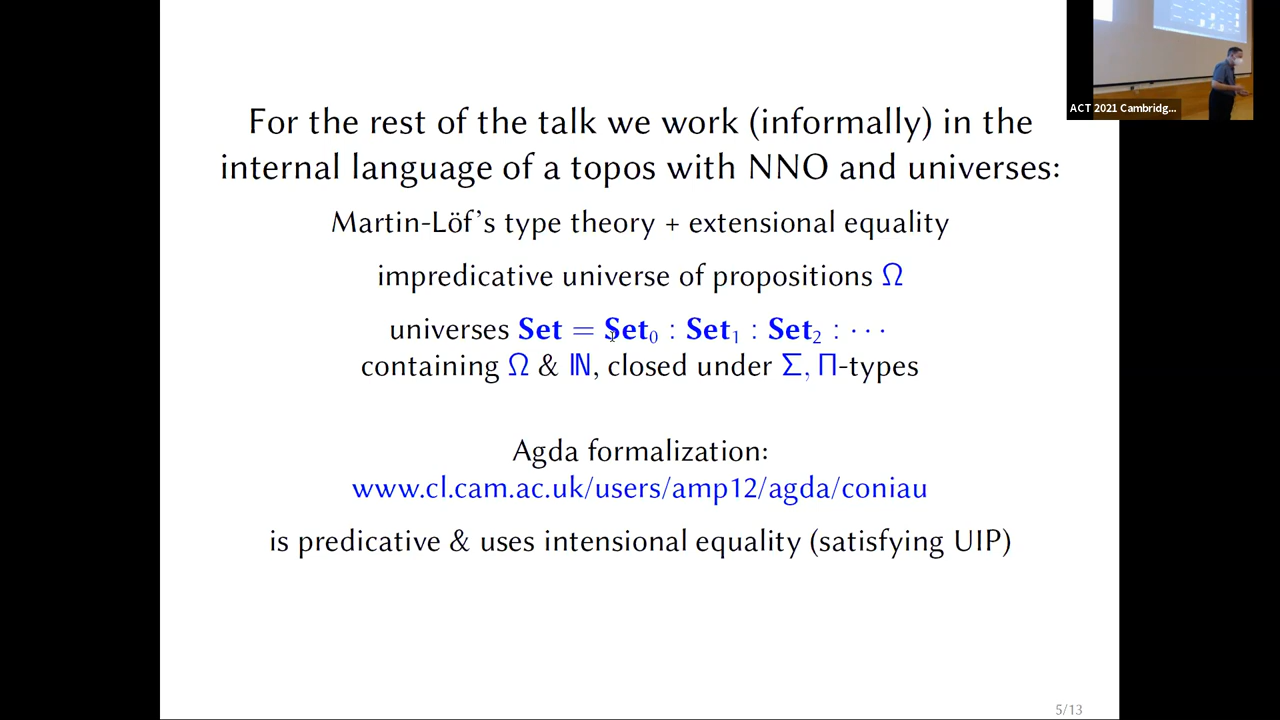 For the rest of the talk we work (informally) in the
internal language of a topos with NNO and universes:
Martin-Löf's type theory + extensional equality
impredicative universe of propositions Ω
universes Set = Set₀ : Set₁ : Set₂ : ···
containing Ω & ℕ, closed under Σ, Π-types
Agda formalization:
www.cl.cam.ac.uk/users/amp12/agda/coniau
is predicative & uses intensional equality (satisfying UIP)
5/13
ACT 2021 Cambridg...